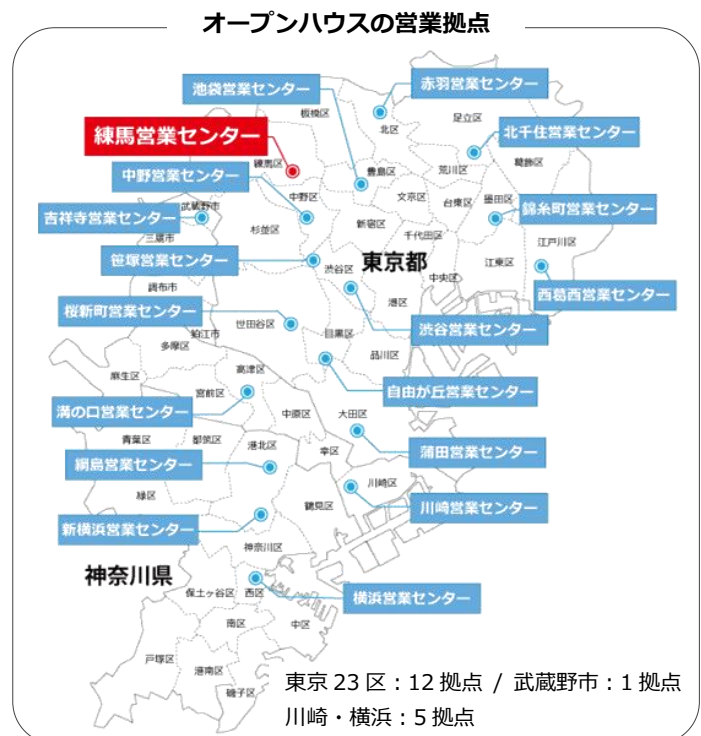 オープンハウスの営業拠点
池袋営業センター
赤羽営業センター
板橋区
北区
足立区
練馬営業センター
北千住営業センター
練馬区
豊島区
荒川区
葛飾区
中野営業センター
中野区
文京区
台東区
墨田区
錦糸町営業センター
吉祥寺営業センター
武蔵野市
杉並区
新宿区
千代田区
江戸川区
三鷹市
笹塚営業センター
渋谷区
東京都
中央区
江東区
西葛西営業センター
調布市
港区
桜新町営業センター
世田谷区
目黒区
渋谷営業センター
狛江市
多摩区
品川区
麻生区
高津区
宮前区
自由が丘営業センター
溝の口営業センター
中原区
大田区
青葉区
都筑区
港北区
幸区
蒲田営業センター
綱島営業センター
川崎区
緑区
鶴見区
川崎営業センター
新横浜営業センター
神奈川区
神奈川県
保土ヶ谷区
西区
横浜営業センター
南区
中区
戸塚区
港南区
磯子区
東京 23 区：12 拠点 / 武蔵野市：1 拠点
川崎・横浜：5 拠点